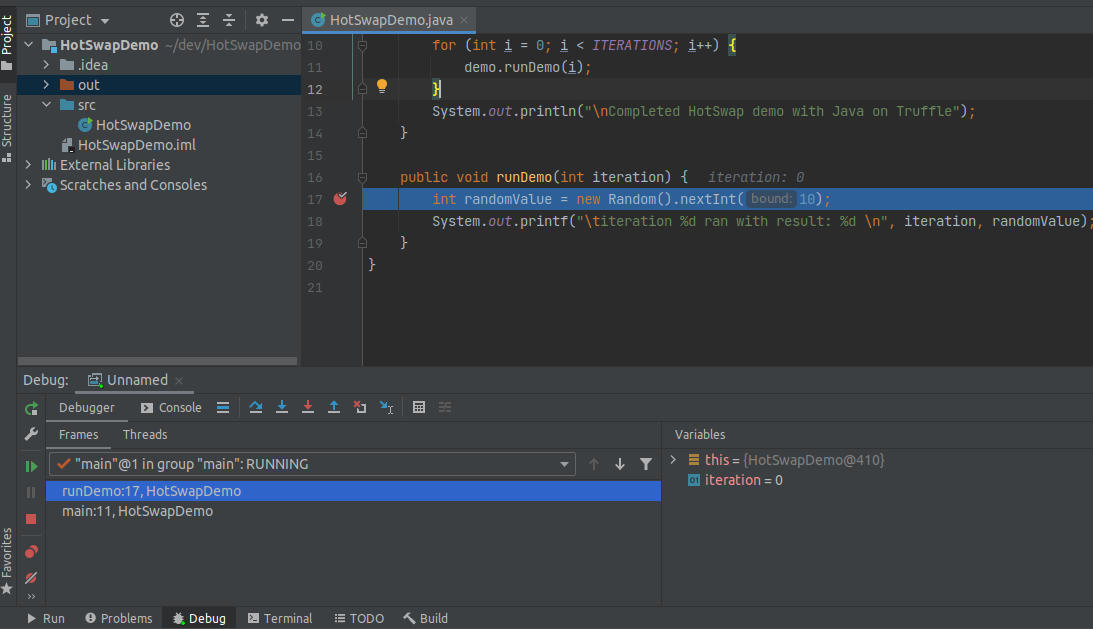 Project
HotSwapDemo.java
HotSwapDemo ~/dev/HotSwapDemo
.idea
out
src
HotSwapDemo
HotSwapDemo.iml
External Libraries
Scratches and Consoles
Project
Structure
Favorites
10 for (int i = 0; i < ITERATIONS; i++) {
11 demo.runDemo(i);
12 }
13 System.out.println("\nCompleted HotSwap demo with Java on Truffle");
14 }
15
16 public void runDemo(int iteration) { iteration: 0
17 int randomValue = new Random().nextInt( bound: 10);
18 System.out.printf("\titeration %d ran with result: %d \n", iteration, randomValue);
19 }
20 }
21
Debug: Unnamed
Debugger Console
Frames Threads
"main"@1 in group "main": RUNNING
runDemo:17, HotSwapDemo
main:11, HotSwapDemo
Variables
this = {HotSwapDemo@410}
01 iteration = 0
Run Problems Debug Terminal TODO Build